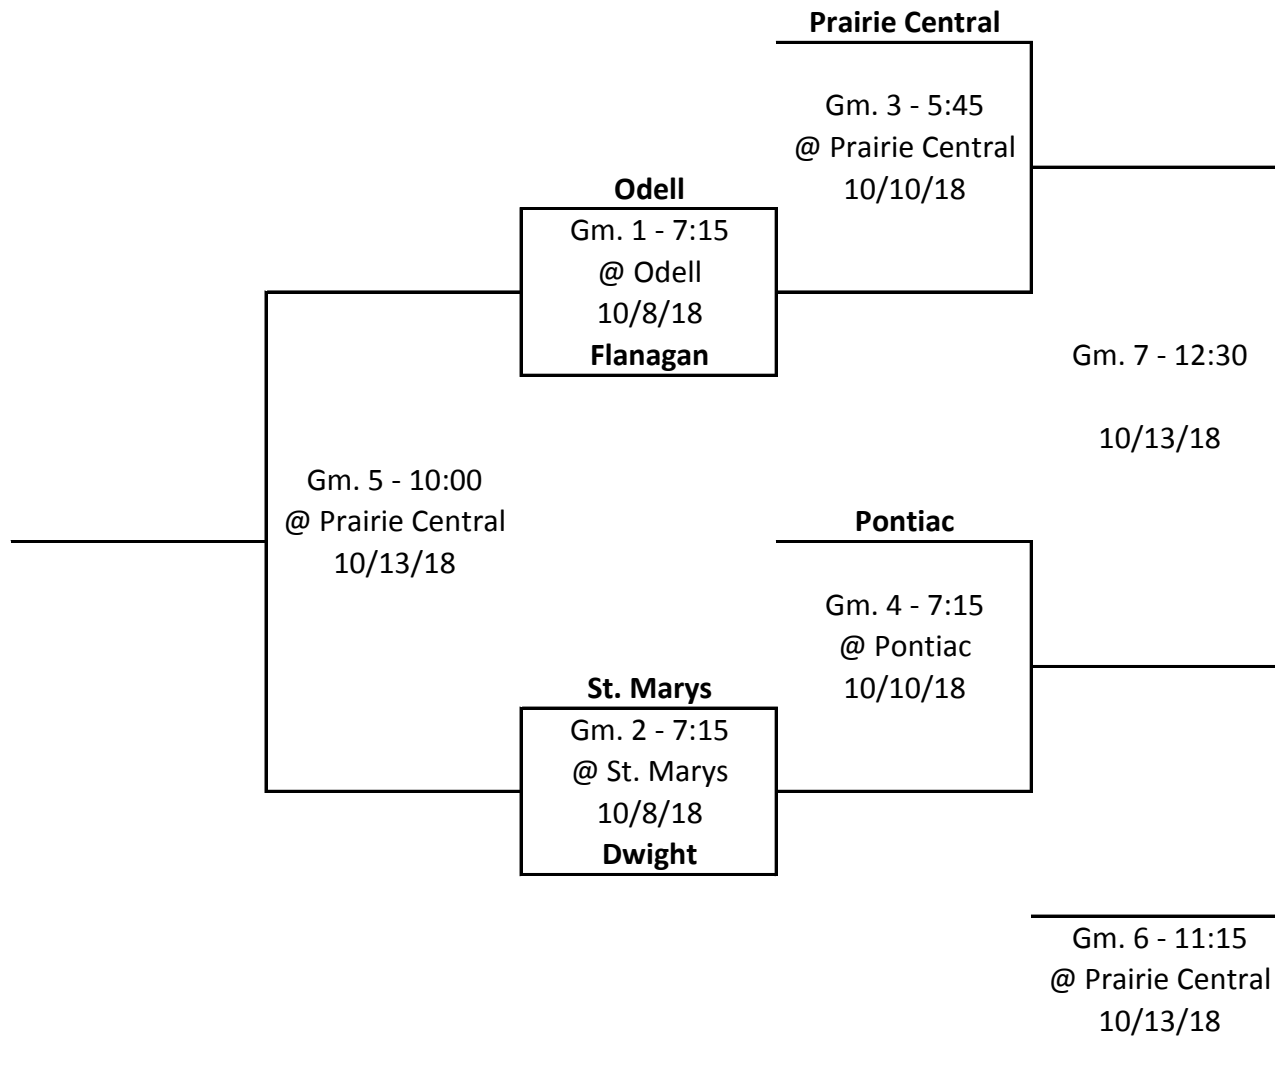 Prairie Central
Gm. 3 - 5:45
@ Prairie Central
10/10/18
Odell
Gm. 1 - 7:15
@ Odell
10/8/18
Flanagan
Gm. 7 - 12:30
10/13/18
Gm. 5 - 10:00
@ Prairie Central
10/13/18
Pontiac
Gm. 4 - 7:15
@ Pontiac
10/10/18
St. Marys
Gm. 2 - 7:15
@ St. Marys
10/8/18
Dwight
Gm. 6 - 11:15
@ Prairie Central
10/13/18